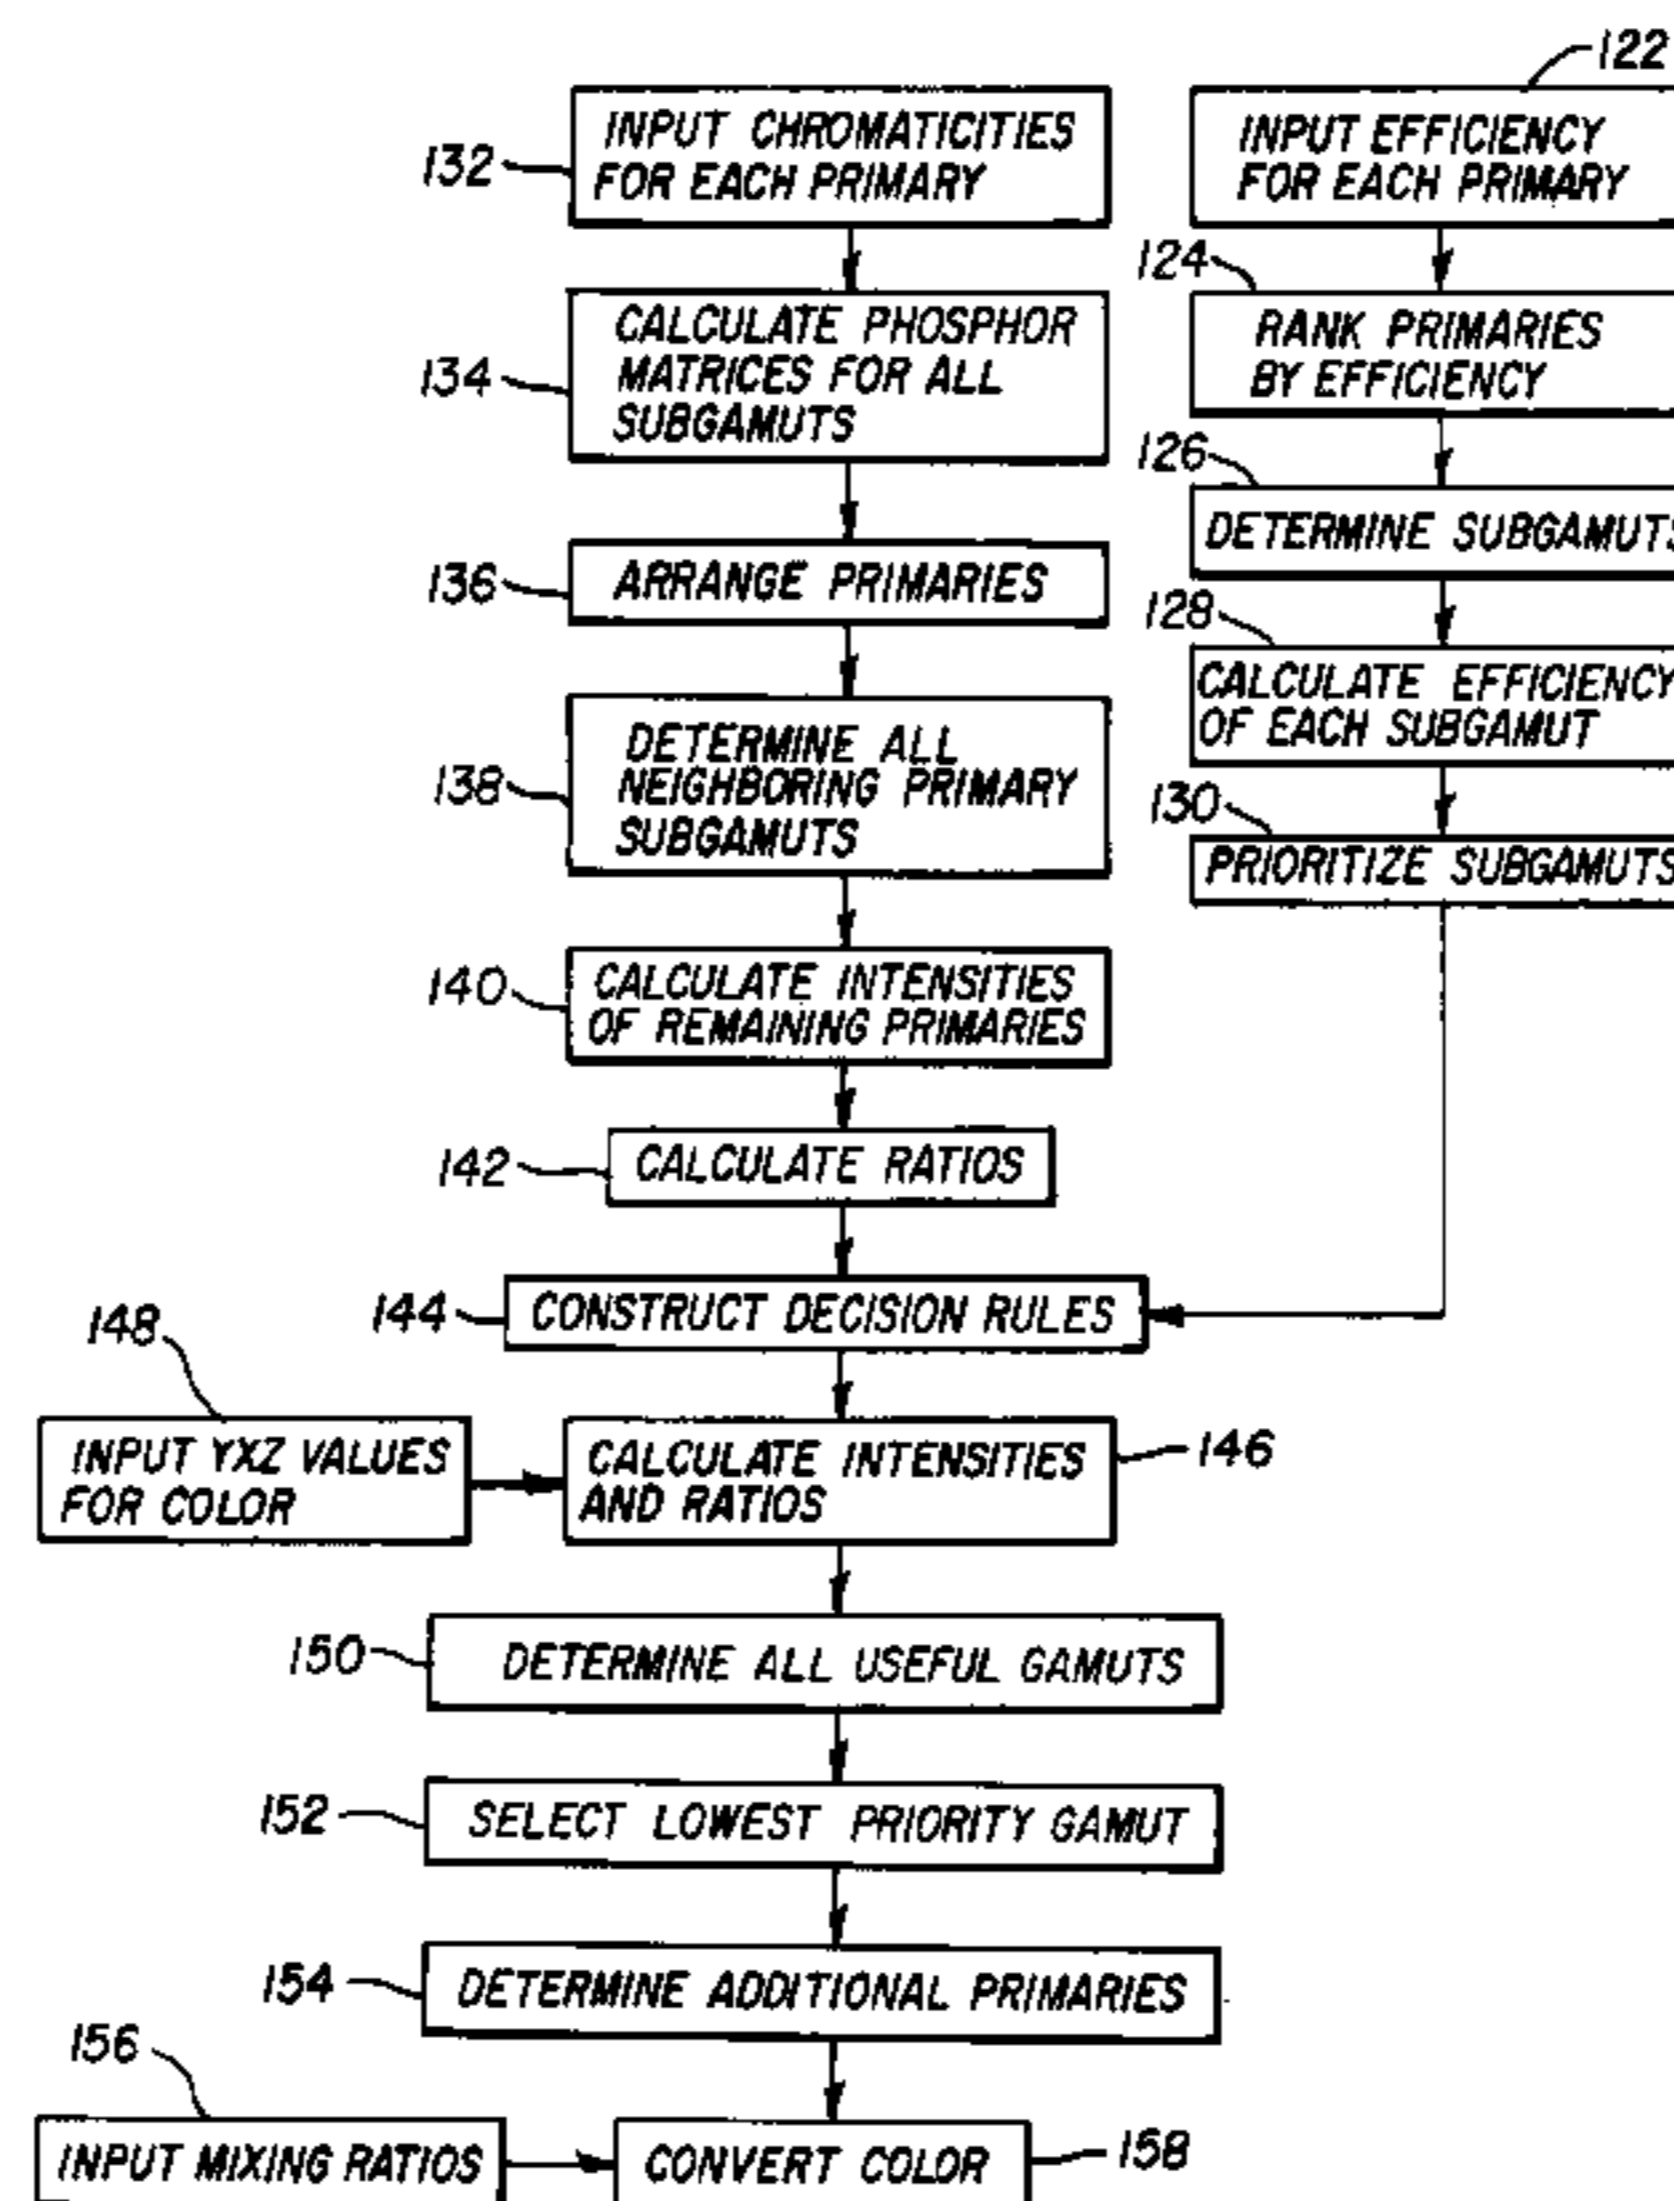 122
132
INPUT CHROMATICITIES
FOR EACH PRIMARY
INPUT EFFICIENCY
FOR EACH PRIMARY
124
134
CALCULATE PHOSPHOR
MATRICES FOR ALL
SUBGAMUTS
RANK PRIMARIES
BY EFFICIENCY
126
DETERMINE SUBGAMUTS
136
ARRANGE PRIMARIES
128
CALCULATE EFFICIENCY
OF EACH SUBGAMUT
138
DETERMINE ALL
NEIGHBORING PRIMARY
SUBGAMUTS
130
PRIORITIZE SUBGAMUTS
140
CALCULATE INTENSITIES
OF REMAINING PRIMARIES
142
CALCULATE RATIOS
144
CONSTRUCT DECISION RULES
148
INPUT YXZ VALUES
FOR COLOR
CALCULATE INTENSITIES
AND RATIOS
146
150
DETERMINE ALL USEFUL GAMUTS
152
SELECT LOWEST PRIORITY GAMUT
154
DETERMINE ADDITIONAL PRIMARIES
156
INPUT MIXING RATIOS
CONVERT COLOR
158